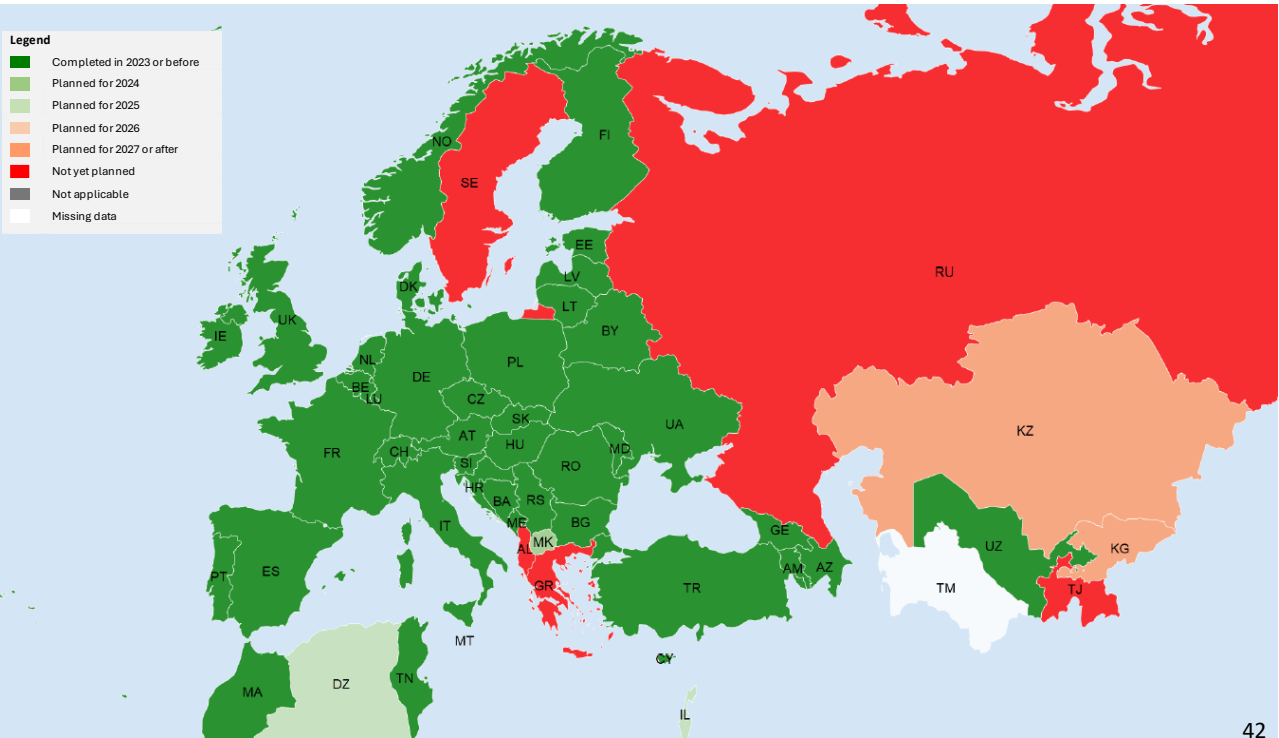 Legend
Completed in 2023 or before
Planned for 2024
Planned for 2025
Planned for 2026
Planned for 2027 or after
Not yet planned
Not applicable
Missing data
NO
FI
SE
EE
RU
LV
DK
LT
UK
BY
IE
NL
PL
DE
BE
LU
CZ
SK
UA
AT
KZ
HU
FR
CH
MD
SI
RO
HR
BA
RS
ME
BG
IT
GE
AL
MK
UZ
KG
ES
PT
AM
AZ
GR
TR
TM
TJ
MT
CY
TN
DZ
MA
IL
42